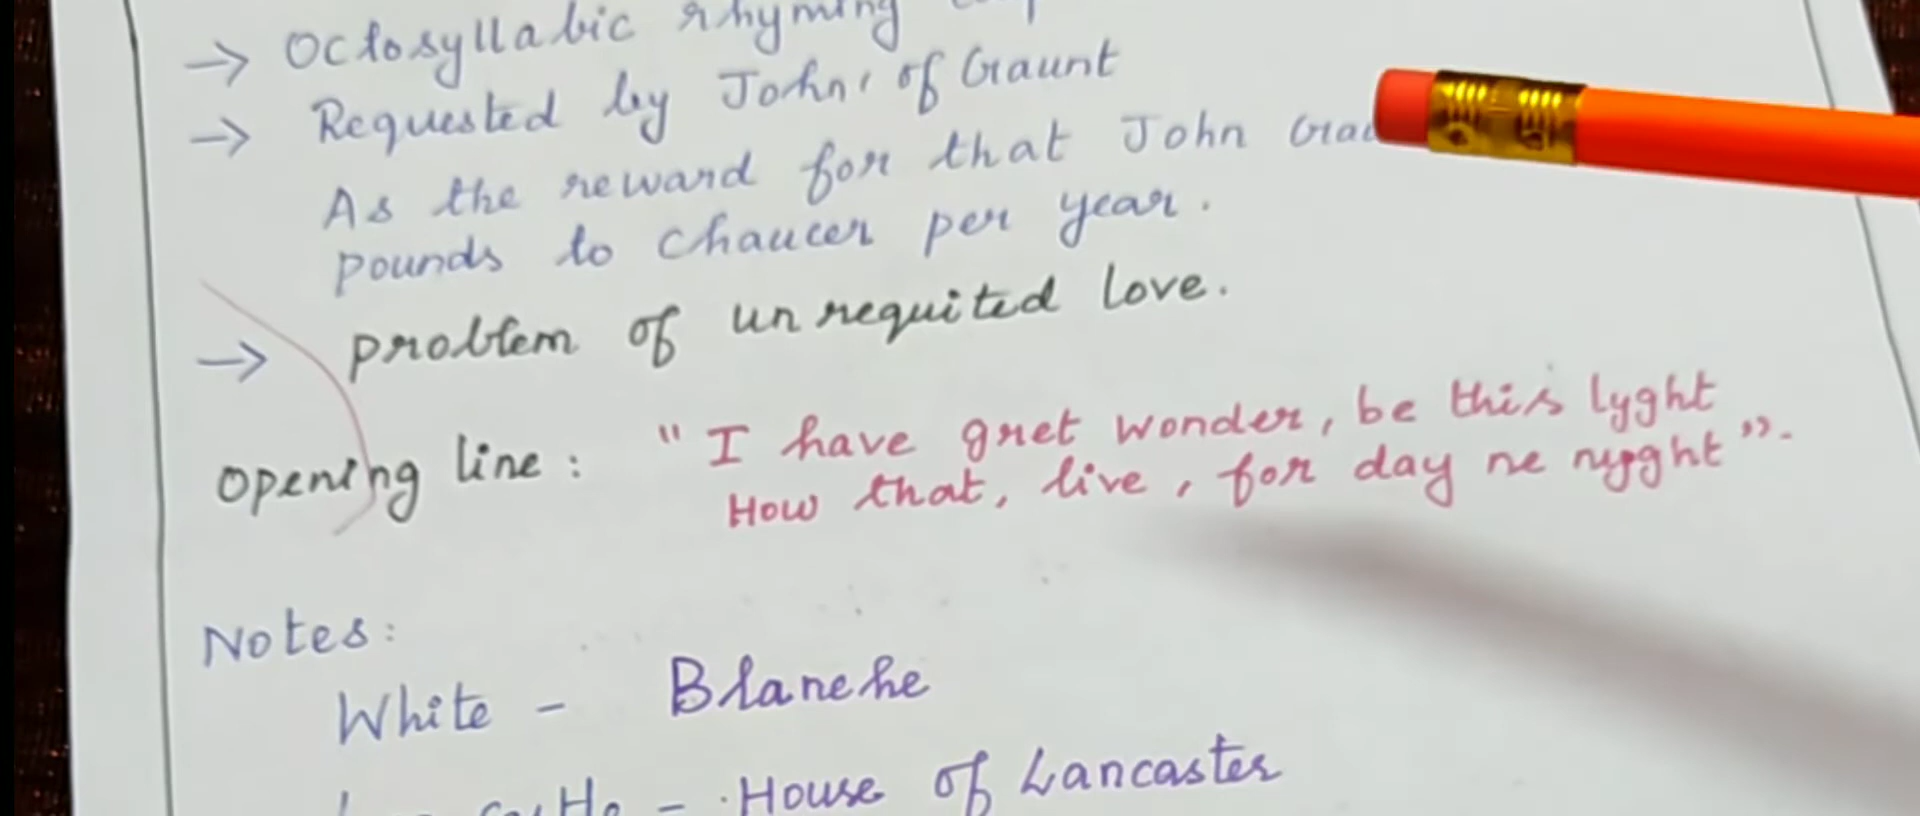 → Octosyllabic rhyming
→ Requested by John, of Gaunt
As the reward for that John
pounds to Chaucer per year.
→ problem of unrequited love.
opening line: "I have gret wonder, be this lyght
How that, live, for day ne nyght".
Notes:
White - Blanche
- House of Lancaster